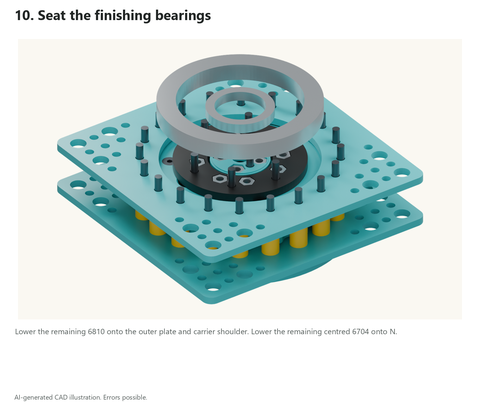 10. Seat the finishing bearings
Lower the remaining 6810 onto the outer plate and carrier shoulder. Lower the remaining centred 6704 onto N.
AI-generated CAD illustration. Errors possible.